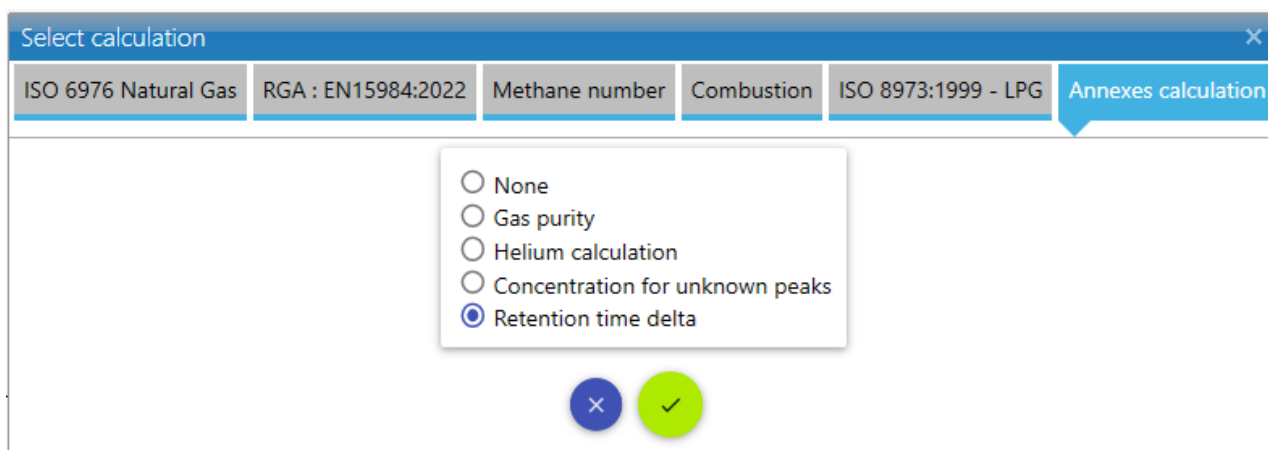 Select calculation
ISO 6976 Natural Gas RGA : EN15984:2022 Methane number Combustion ISO 8973:1999 - LPG Annexes calculation
None
Gas purity
Helium calculation
Concentration for unknown peaks
Retention time delta